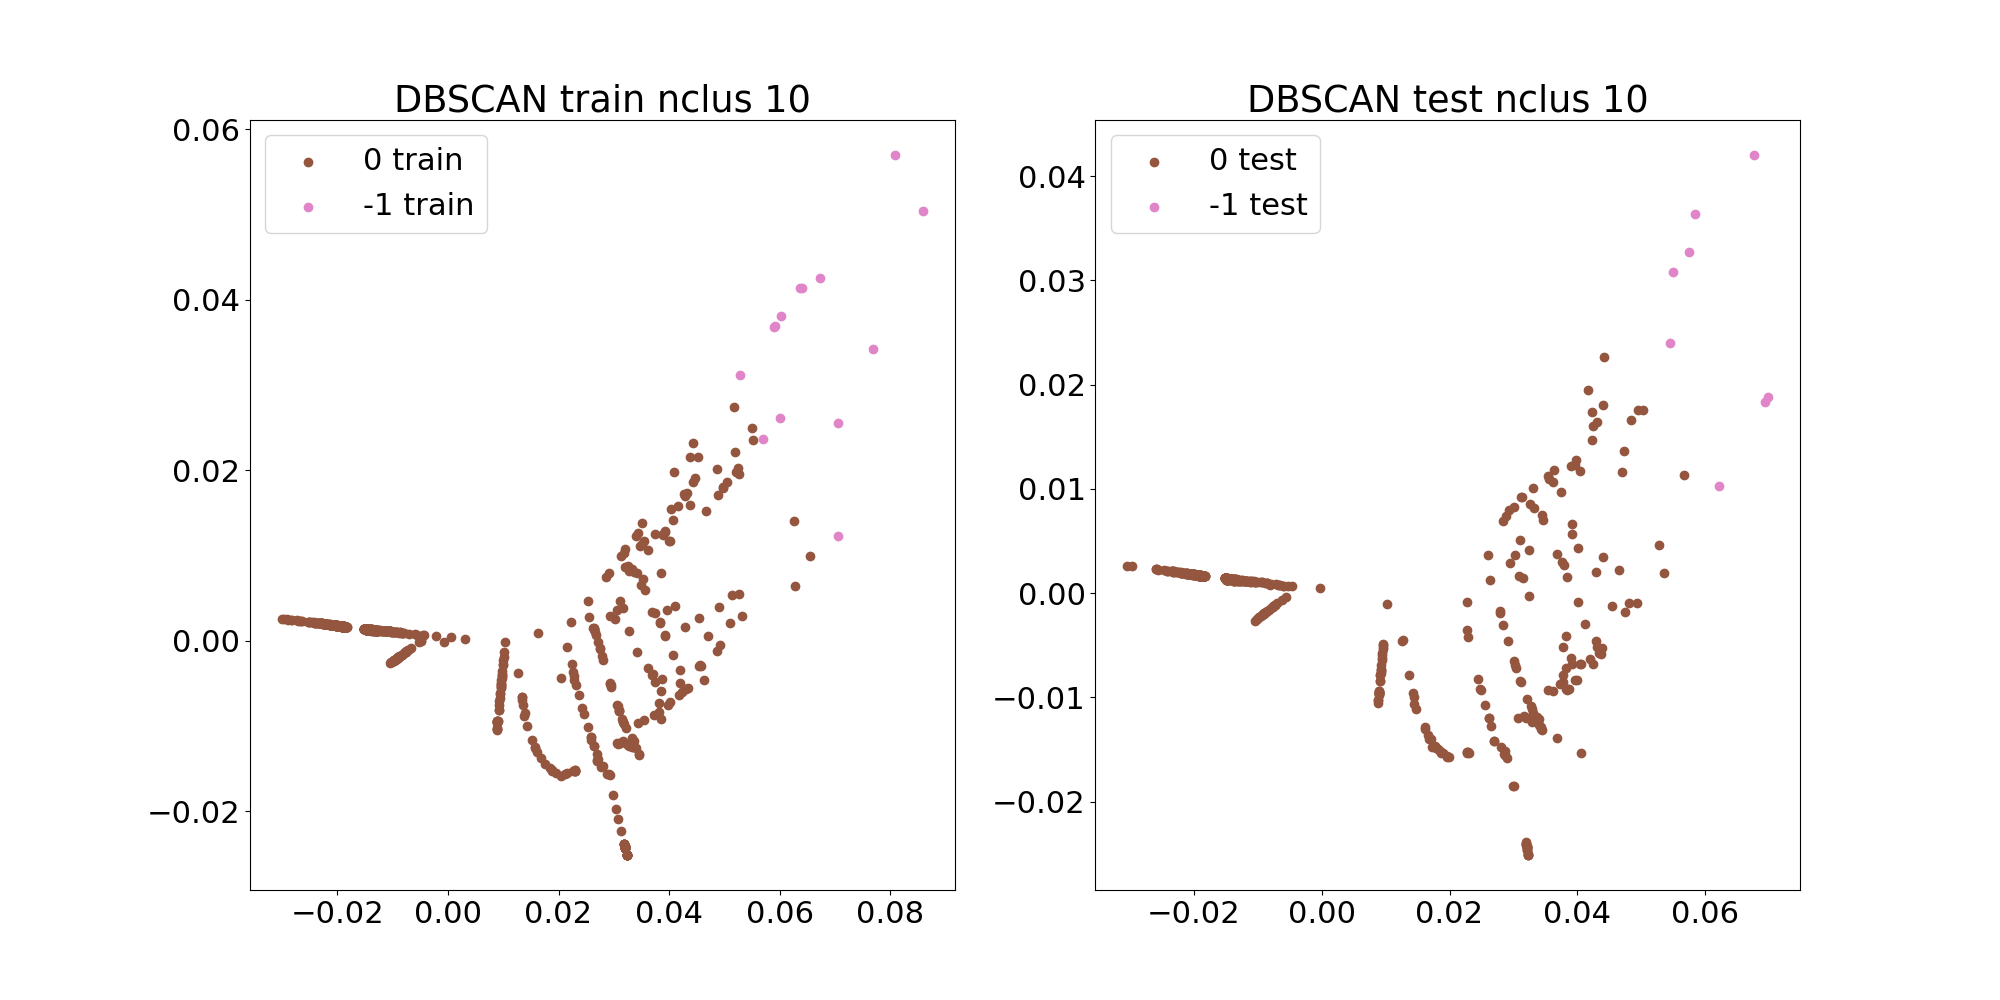 DBSCAN train nclus 10
0 train
-1 train
0.06
0.04
0.02
0.00
−0.02
−0.02 0.00 0.02 0.04 0.06 0.08
DBSCAN test nclus 10
0 test
-1 test
0.04
0.03
0.02
0.01
0.00
−0.01
−0.02
−0.02 0.00 0.02 0.04 0.06